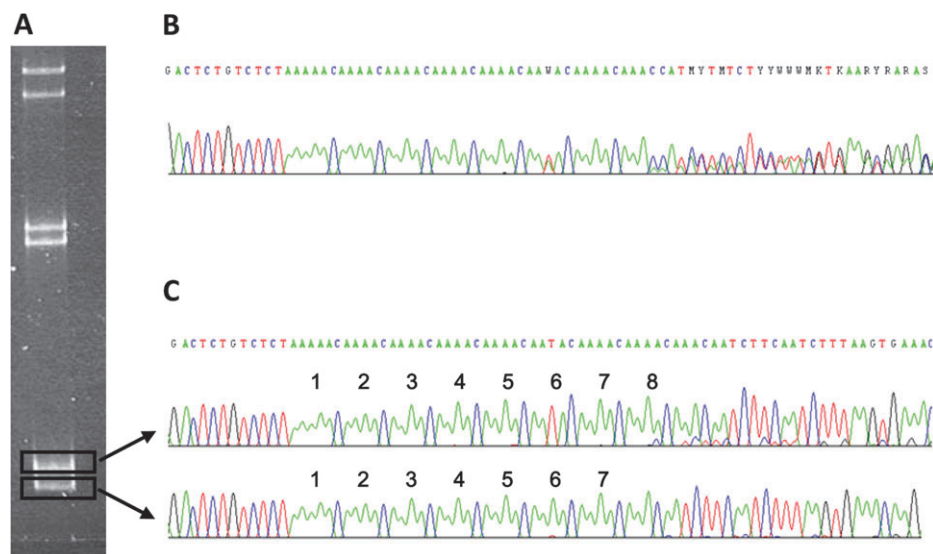 A
B
GACTCTGTCTCTAAAAACAAAACAAAACAAAACAAAACAAWACAAAACAAACCATMYTMTCTYYWWWMKTKAARYRARAS
C
GACTCTGTCTCTAAAAACAAAACAAAACAAAACAAAACAATACAAAACAAAACAAACAATCTTCAATCTTTAAGTGAAAC
1 2 3 4 5 6 7 8
1 2 3 4 5 6 7